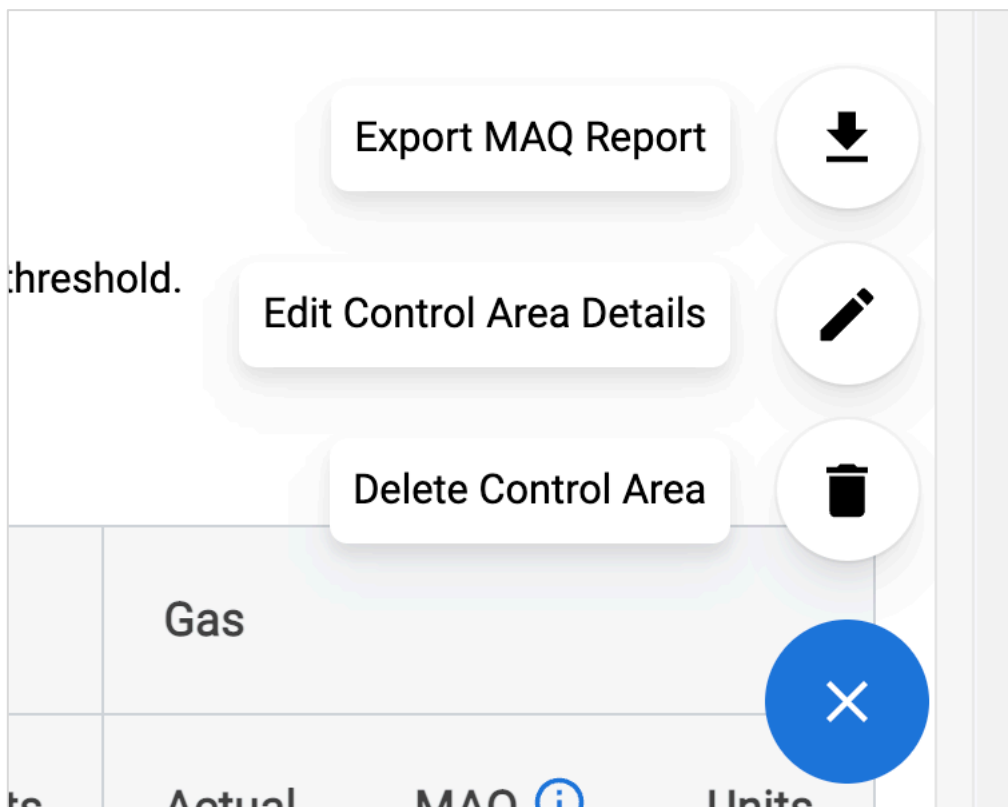 Export MAQ Report
threshold.
Edit Control Area Details
Delete Control Area
Gas
Actual MAQ Units